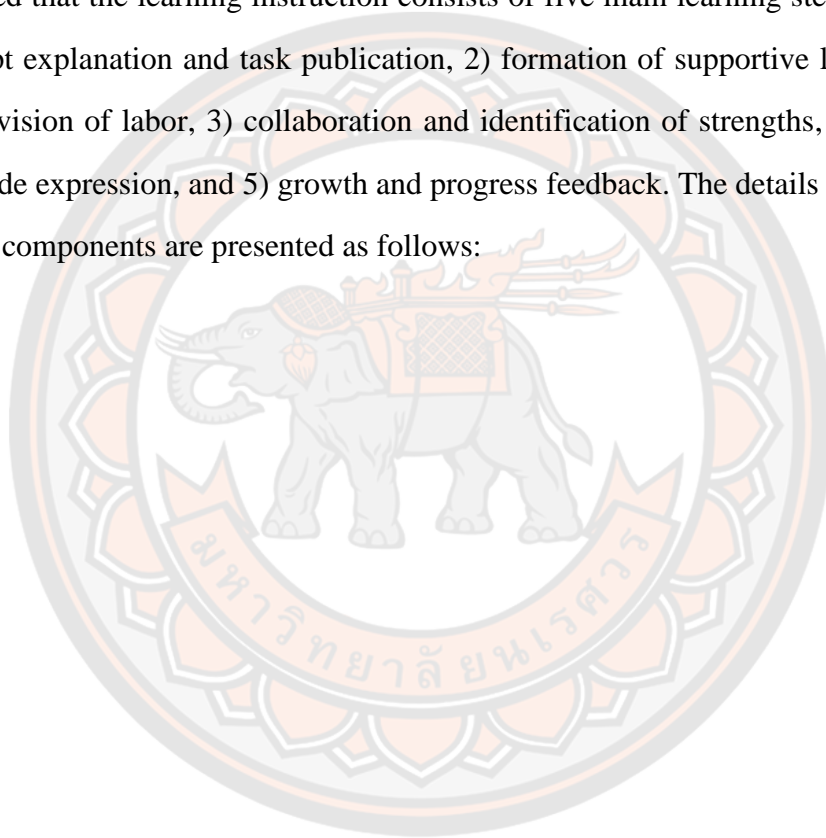 ed that the learning instruction consists of five main learning ste
pt explanation and task publication, 2) formation of supportive l
vision of labor, 3) collaboration and identification of strengths,
de expression, and 5) growth and progress feedback. The details
components are presented as follows:
มหาวิทยาลัยนเรศวร